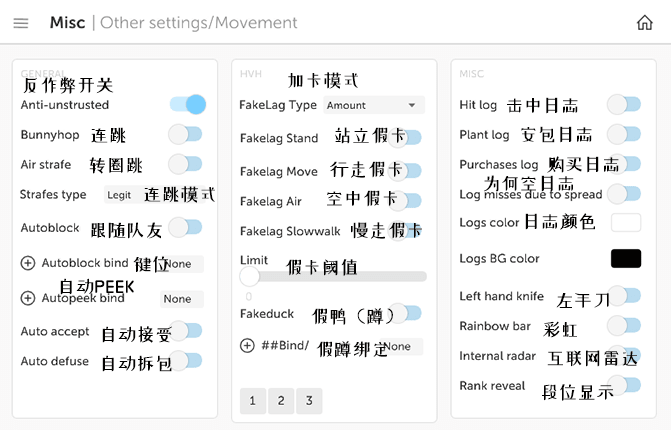 Misc | Other settings/Movement
GENERAL
反作弊开关
Anti-unstrusted
Bunnyhop 连跳
Air strafe 转圈跳
Strafes type Legit 连跳模式
Autoblock 跟随队友
Autoblock bind 键位 None
自动PEEK
Autopeek bind None
Auto accept 自动接受
Auto defuse 自动拆包
HVH
加卡模式
FakeLag Type Amount
Fakelag Stand 站立假卡
Fakelag Move 行走假卡
Fakelag Air 空中假卡
Fakelag Slowwalk 慢走假卡
Limit
假卡阈值
0
Fakeduck 假鸭（蹲）
##Bind/ 假蹲绑定 None
1 2 3
MISC
Hit log 击中日志
Plant log 安包日志
Purchases log 购买日志
为何空日志
Log misses due to spread
Logs color 日志颜色
Logs BG color
Left hand knife 左手刀
Rainbow bar 彩虹
Internal radar 互联网雷达
Rank reveal 段位显示